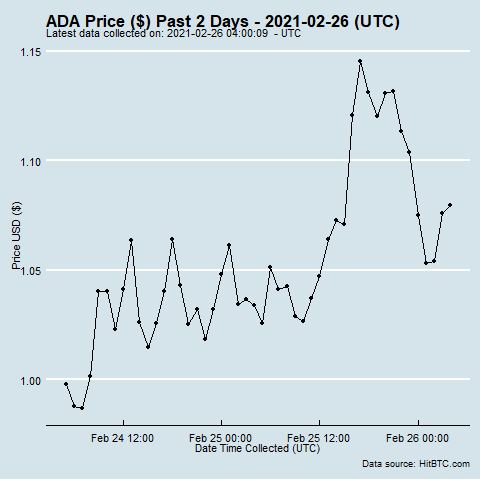 ADA Price ($) Past 2 Days - 2021-02-26 (UTC)
Latest data collected on: 2021-02-26 04:00:09 - UTC
1.15
1.10
1.05
1.00
Price USD ($)
Feb 24 12:00
Feb 25 00:00
Feb 25 12:00
Feb 26 00:00
Date Time Collected (UTC)
Data source: HitBTC.com